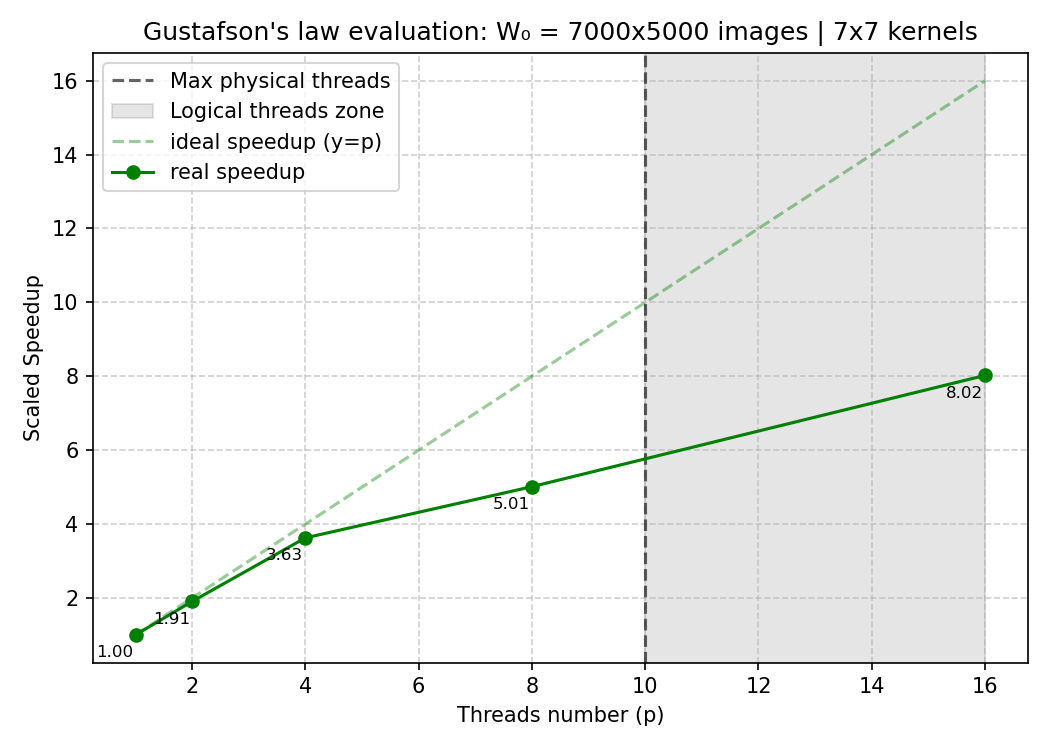 Gustafson's law evaluation: W₀ = 7000x5000 images | 7x7 kernels
Max physical threads
Logical threads zone
ideal speedup (y=p)
real speedup
Scaled Speedup
16
14
12
10
8
6
4
2
1.00
1.91
3.63
5.01
8.02
2 4 6 8 10 12 14 16
Threads number (p)